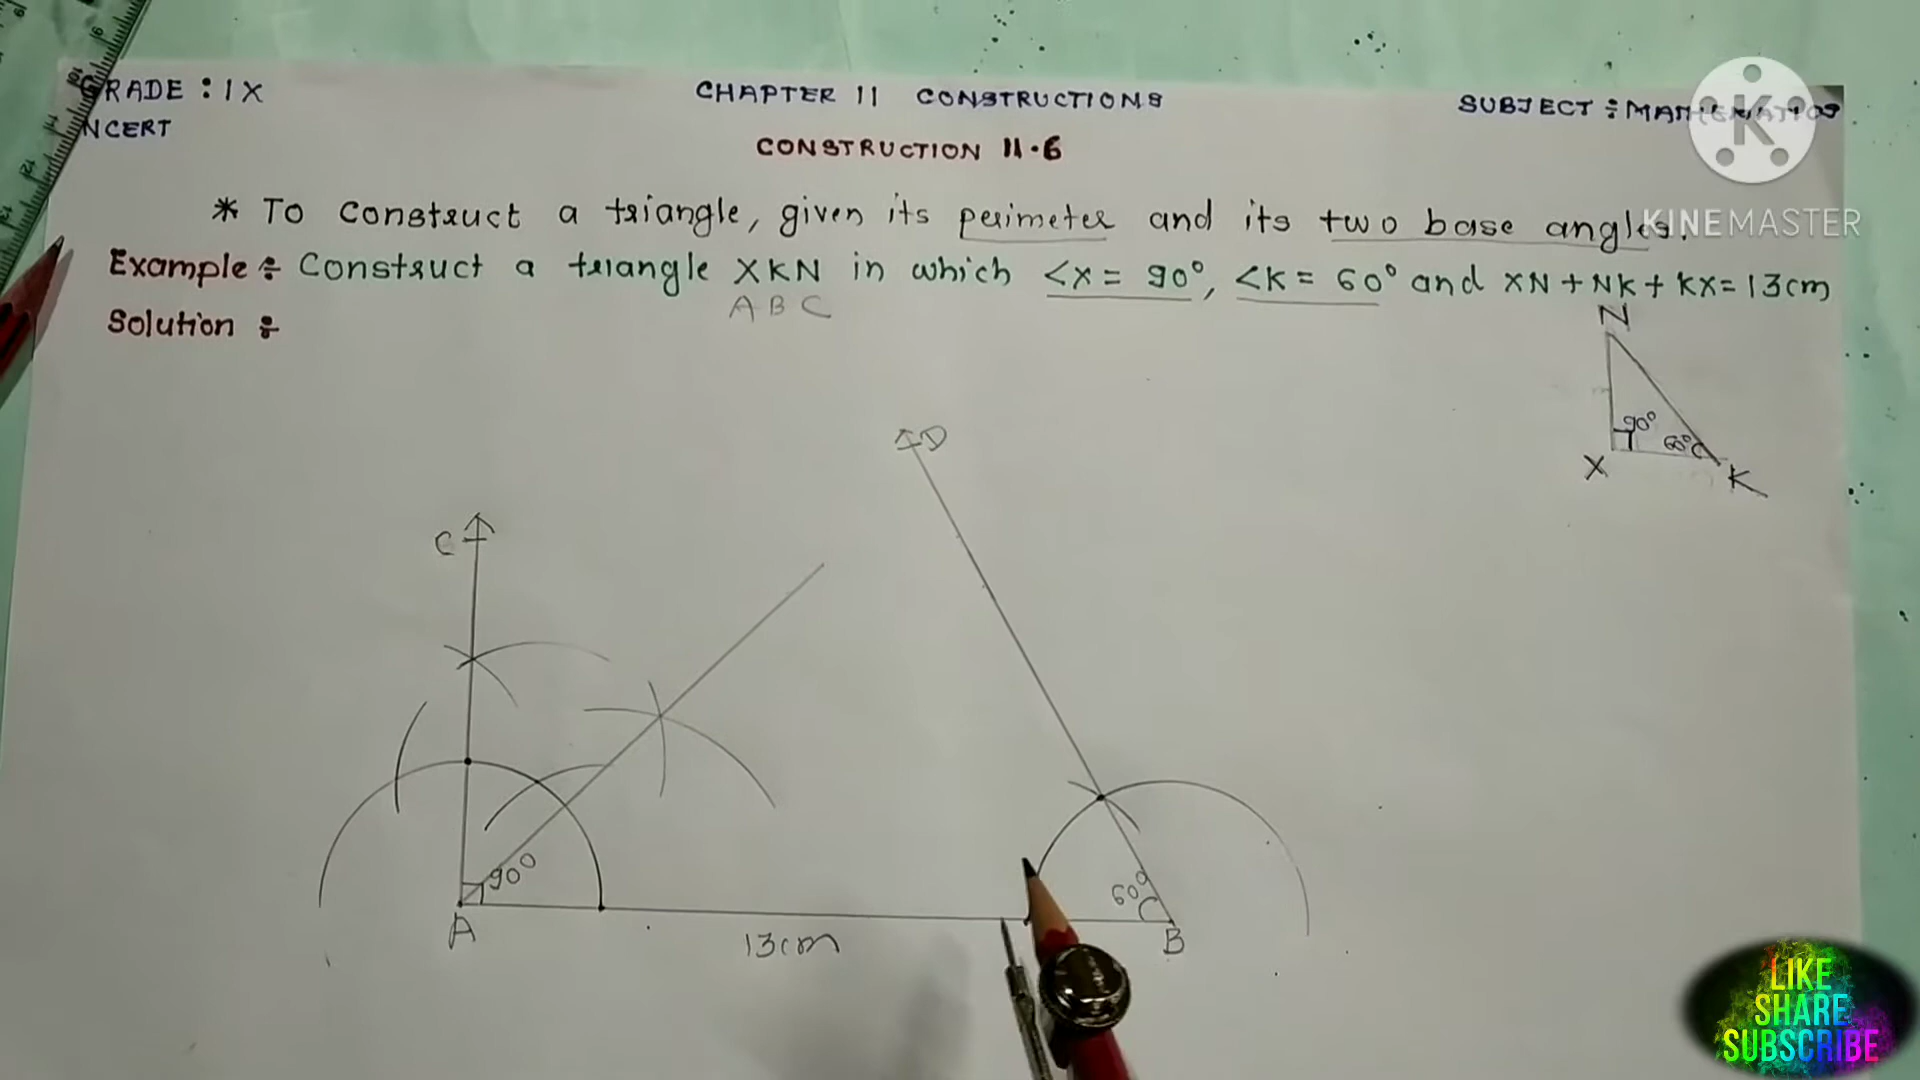 GRADE : IX CHAPTER 11 CONSTRUCTIONS SUBJECT ÷ MATHEMATICS
NCERT
CONSTRUCTION 11.6
K
KINEMASTER
* To construct a triangle, given its perimeter and its two base angles.
Example ÷ Construct a triangle XKN in which <X = 90°, <K = 60° and XN + NK + KX = 13cm
A B C
Solution ÷
N
90°
60°
X
K
D
C
90°
60°
A
13cm
B
LIKE
SHARE
SUBSCRIBE